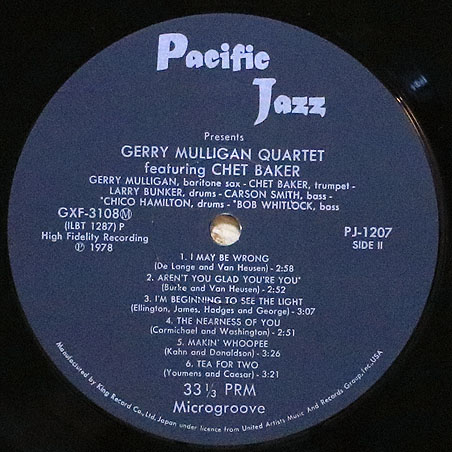 Pacific
Jazz
Presents
GERRY MULLIGAN QUARTET
featuring CHET BAKER
GERRY MULLIGAN, baritone sax - CHET BAKER, trumpet -
LARRY BUNKER, drums - CARSON SMITH, bass -
*CHICO HAMILTON, drums - *BOB WHITLOCK, bass
GXF-3108 Ⓜ
(ILBT 1287) P
High Fidelity Recording
Ⓟ 1978
PJ-1207
SIDE II
1. I MAY BE WRONG
(De Lange and Van Heusen) - 2:58
2. AREN'T YOU GLAD YOU'RE YOU*
(Burke and Van Heusen) - 2:52
3. I'M BEGINNING TO SEE THE LIGHT
(Ellington, James, Hodges and George) - 3:07
4. THE NEARNESS OF YOU
(Cormichael and Washington) - 2:51
5. MAKIN' WHOOPEE
(Kahn and Donaldson) - 3:26
6. TEA FOR TWO
(Youmens and Caesar) - 3:21
33 1/3 PRM
Microgroove
Manufactured by King Record Co., Ltd, Japan under licence from United Artists Music And Records Group, Inc., USA